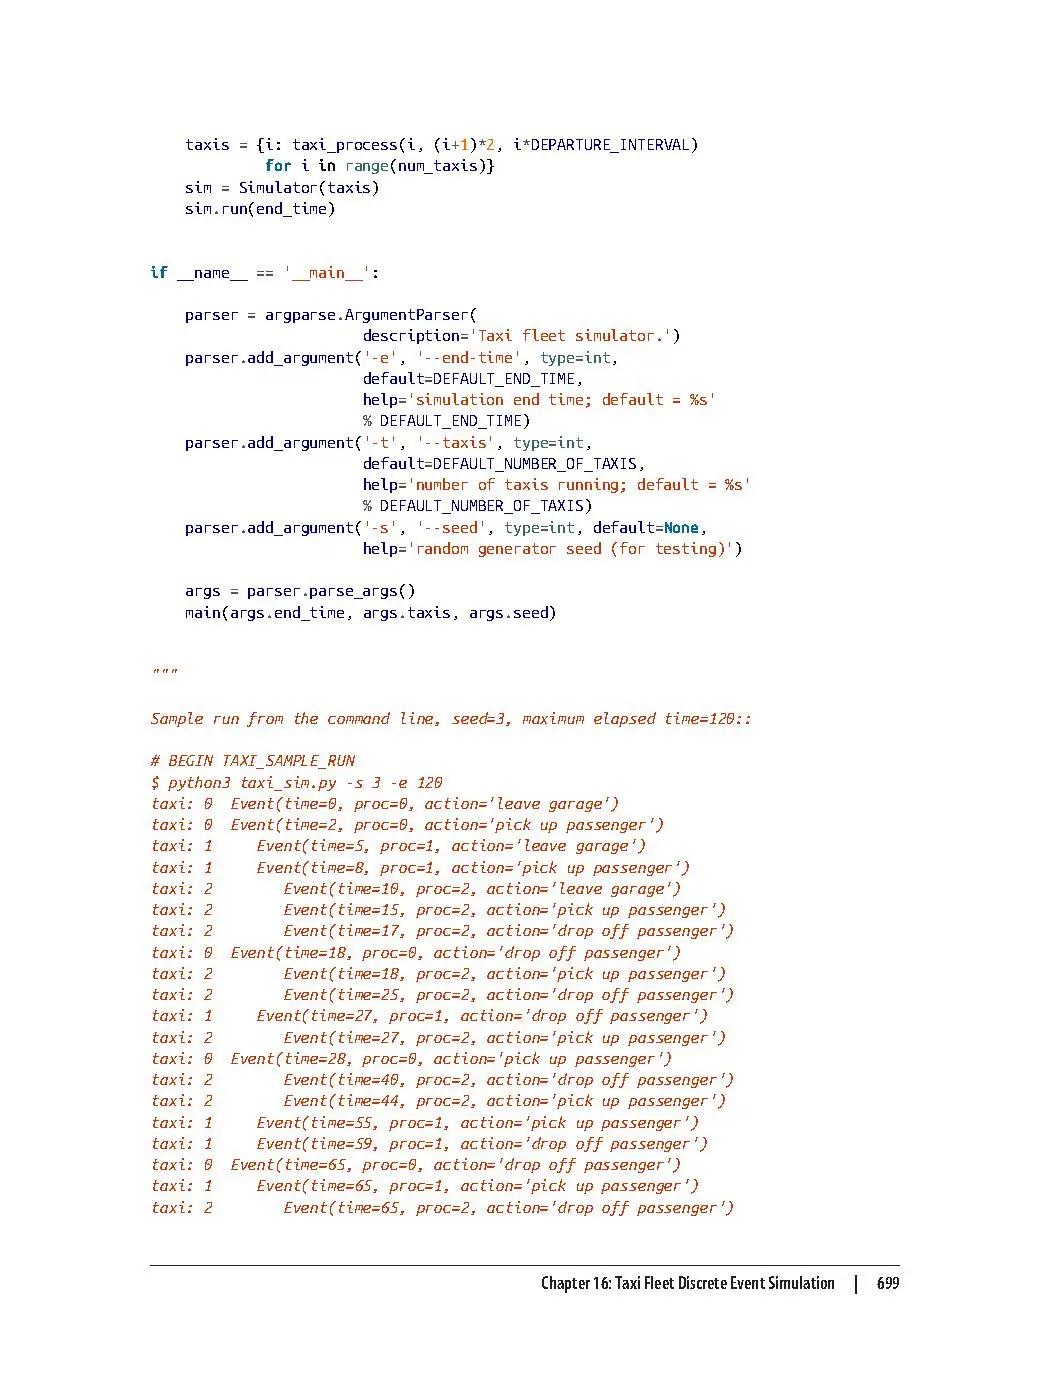 taxis = {i: taxi_process(i, (i+1)*2, i*DEPARTURE_INTERVAL)
             for i in range(num_taxis)}
    sim = Simulator(taxis)
    sim.run(end_time)
if __name__ == '__main__':
    parser = argparse.ArgumentParser(
                        description='Taxi fleet simulator.')
    parser.add_argument('-e', '--end-time', type=int,
                        default=DEFAULT_END_TIME,
                        help='simulation end time; default = %s'
                        % DEFAULT_END_TIME)
    parser.add_argument('-t', '--taxis', type=int,
                        default=DEFAULT_NUMBER_OF_TAXIS,
                        help='number of taxis running; default = %s'
                        % DEFAULT_NUMBER_OF_TAXIS)
    parser.add_argument('-s', '--seed', type=int, default=None,
                        help='random generator seed (for testing)')
    args = parser.parse_args()
    main(args.end_time, args.taxis, args.seed)
"""
Sample run from the command line, seed=3, maximum elapsed time=120::
# BEGIN TAXI_SAMPLE_RUN
$ python3 taxi_sim.py -s 3 -e 120
taxi: 0  Event(time=0, proc=0, action='leave garage')
taxi: 0  Event(time=2, proc=0, action='pick up passenger')
taxi: 1     Event(time=5, proc=1, action='leave garage')
taxi: 1     Event(time=8, proc=1, action='pick up passenger')
taxi: 2        Event(time=10, proc=2, action='leave garage')
taxi: 2        Event(time=15, proc=2, action='pick up passenger')
taxi: 2        Event(time=17, proc=2, action='drop off passenger')
taxi: 0  Event(time=18, proc=0, action='drop off passenger')
taxi: 2        Event(time=18, proc=2, action='pick up passenger')
taxi: 2        Event(time=25, proc=2, action='drop off passenger')
taxi: 1     Event(time=27, proc=1, action='drop off passenger')
taxi: 2        Event(time=27, proc=2, action='pick up passenger')
taxi: 0  Event(time=28, proc=0, action='pick up passenger')
taxi: 2        Event(time=40, proc=2, action='drop off passenger')
taxi: 2        Event(time=44, proc=2, action='pick up passenger')
taxi: 1     Event(time=55, proc=1, action='pick up passenger')
taxi: 1     Event(time=59, proc=1, action='drop off passenger')
taxi: 0  Event(time=65, proc=0, action='drop off passenger')
taxi: 1     Event(time=65, proc=1, action='pick up passenger')
taxi: 2        Event(time=65, proc=2, action='drop off passenger')
Chapter 16: Taxi Fleet Discrete Event Simulation | 699